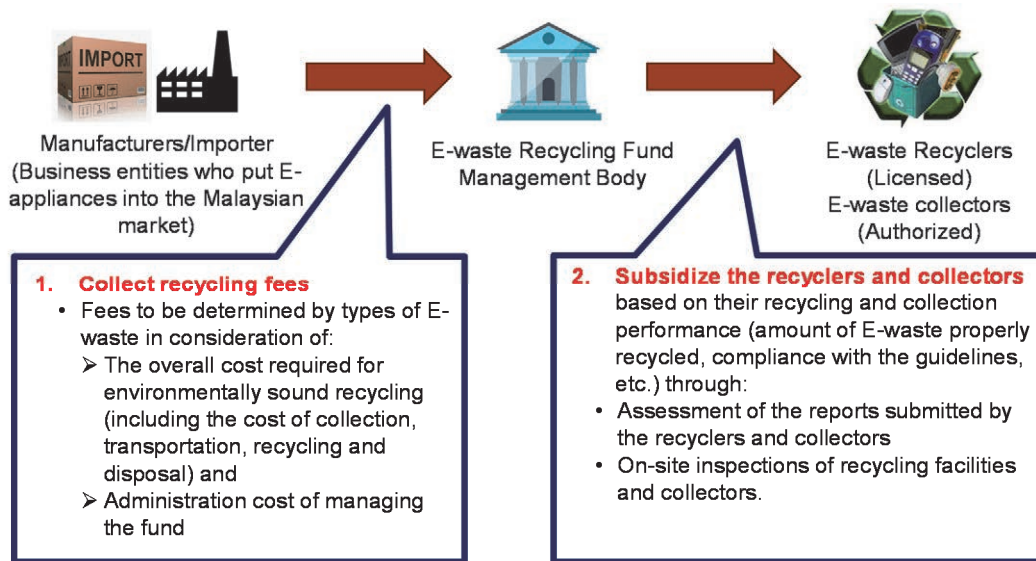 IMPORT
Manufacturers/Importer
(Business entities who put E-
appliances into the Malaysian
market)
E-waste Recycling Fund
Management Body
E-waste Recyclers
(Licensed)
E-waste collectors
(Authorized)
1. Collect recycling fees
• Fees to be determined by types of E-
waste in consideration of:
➤ The overall cost required for
environmentally sound recycling
(including the cost of collection,
transportation, recycling and
disposal) and
➤ Administration cost of managing
the fund
2. Subsidize the recyclers and collectors
based on their recycling and collection
performance (amount of E-waste properly
recycled, compliance with the guidelines,
etc.) through:
• Assessment of the reports submitted by
the recyclers and collectors
• On-site inspections of recycling facilities
and collectors.